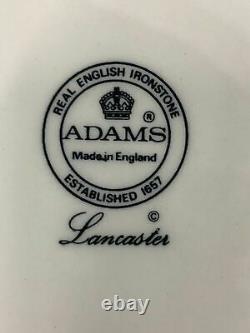 REAL ENGLISH IRONSTONE
®
ADAMS
Made in England
ESTABLISHED 1657
©
Lancaster